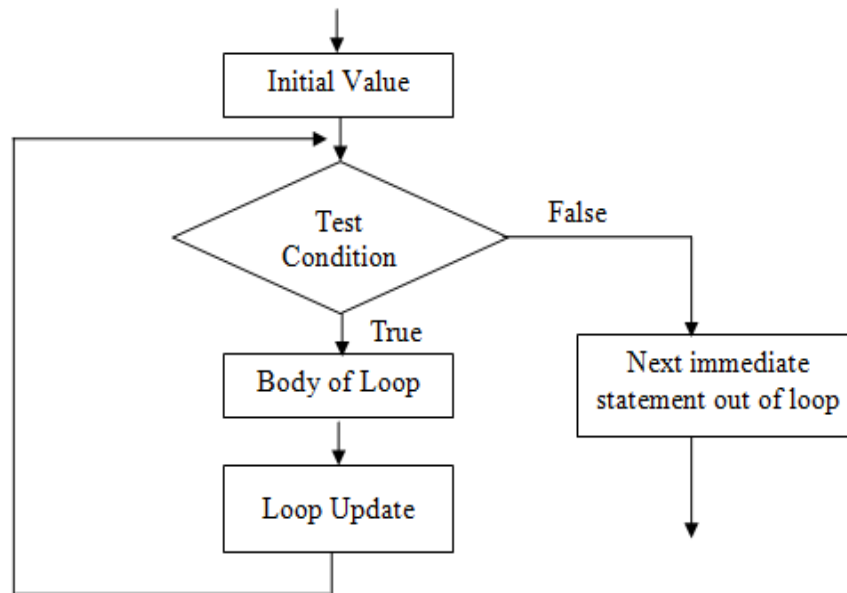 Initial Value
Test
Condition
False
True
Body of Loop
Next immediate
statement out of loop
Loop Update